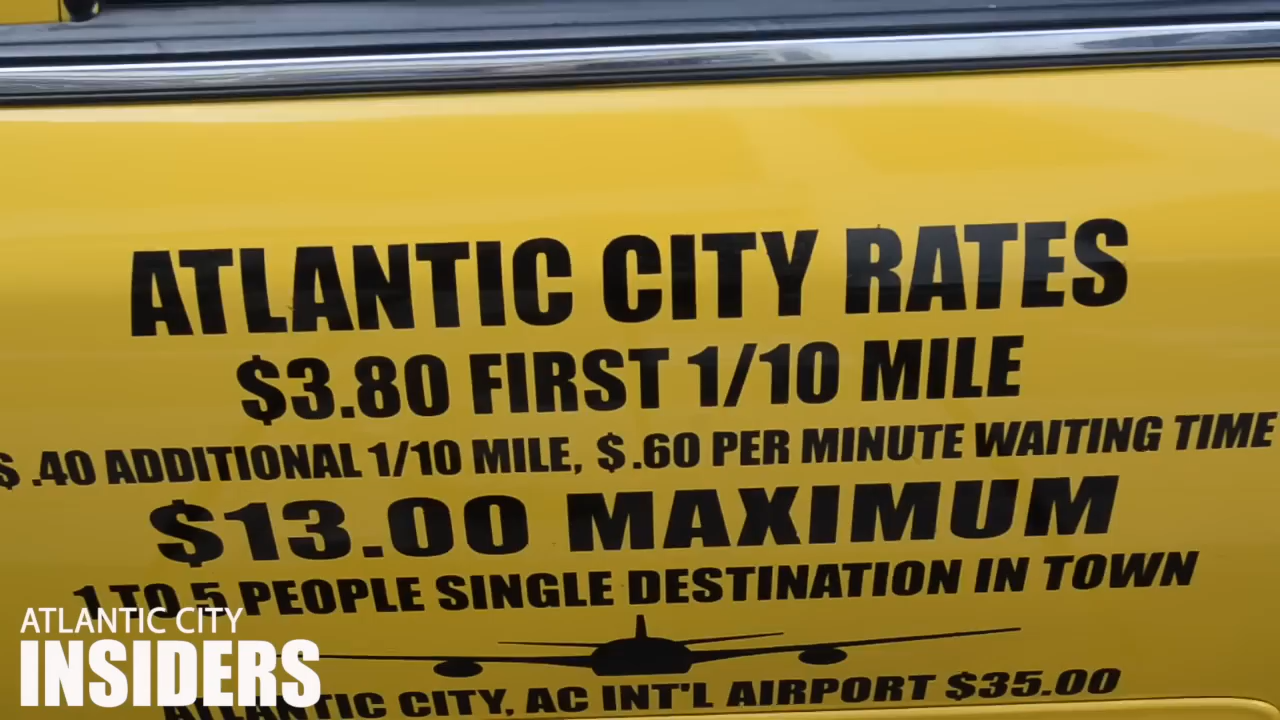 ATLANTIC CITY RATES
$3.80 FIRST 1/10 MILE
$ .40 ADDITIONAL 1/10 MILE, $ .60 PER MINUTE WAITING TIME
$13.00 MAXIMUM
1 TO 5 PEOPLE SINGLE DESTINATION IN TOWN
ATLANTIC CITY, AC INT'L AIRPORT $35.00
ATLANTIC CITY
INSIDERS